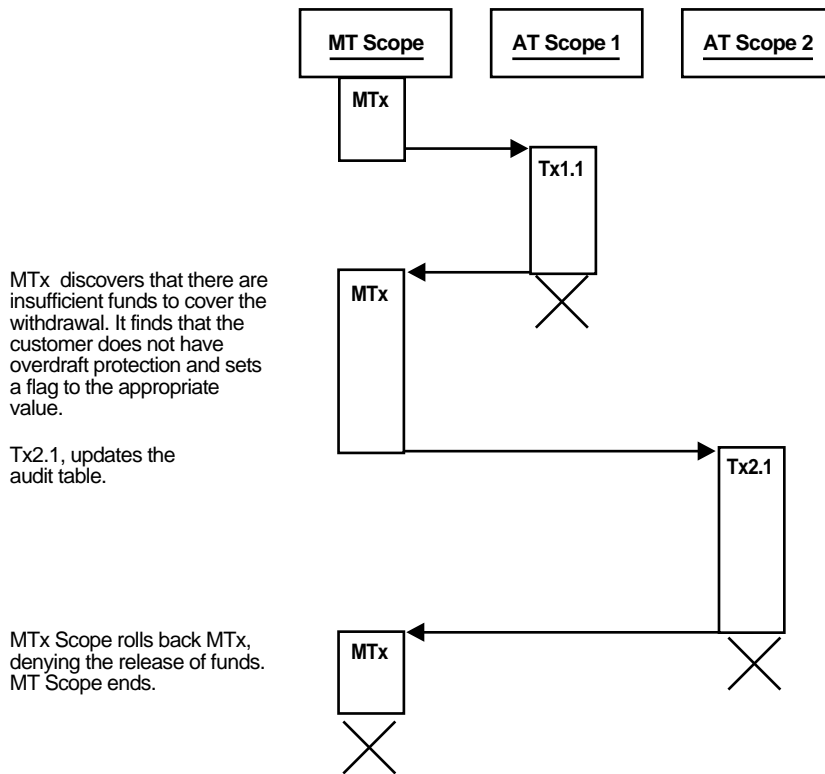 MT Scope
AT Scope 1
AT Scope 2
MTx
Tx1.1
MTx discovers that there are
insufficient funds to cover the
withdrawal. It finds that the
customer does not have
overdraft protection and sets
a flag to the appropriate
value.
MTx
Tx2.1, updates the
audit table.
Tx2.1
MTx Scope rolls back MTx,
denying the release of funds.
MT Scope ends.
MTx